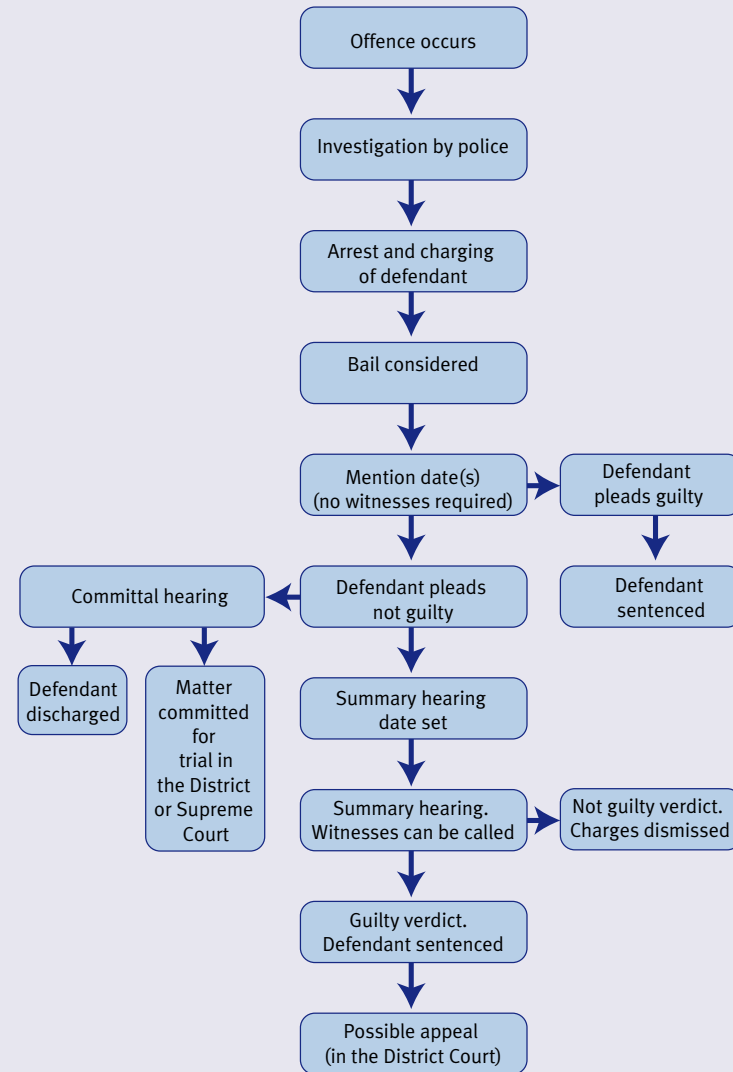 Offence occurs
Investigation by police
Arrest and charging
of defendant
Bail considered
Mention date(s)
(no witnesses required)
Defendant
pleads guilty
Defendant
sentenced
Defendant pleads
not guilty
Committal hearing
Defendant
discharged
Matter
committed
for
trial in
the District
or Supreme
Court
Summary hearing
date set
Summary hearing.
Witnesses can be called
Not guilty verdict.
Charges dismissed
Guilty verdict.
Defendant sentenced
Possible appeal
(in the District Court)